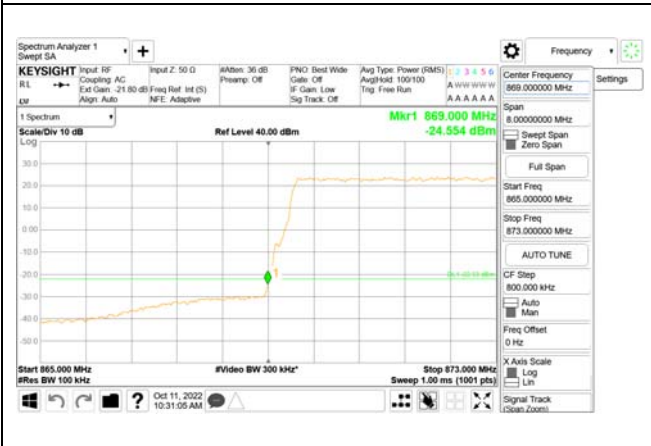 Spectrum Analyzer 1
Swept SA
Frequency
KEYSIGHT
RL
Input: RF
Coupling: AC
Ext Gain: -21.80 dB
Align: Auto
Input Z: 50 Ω
Freq Ref: Int (S)
NFE: Adaptive
#Atten: 36 dB
Preamp: Off
PNO: Best Wide
Gate: Off
IF Gain: Low
Sig Track: Off
Avg Type: Power (RMS)
Avg|Hold: 100/100
Trig: Free Run
1 2 3 4 5 6
A W W W W W
A A A A A A
1 Spectrum
Scale/Div 10 dB
Log
Ref Level 40.00 dBm
Mkr1 869.000 MHz
-24.554 dBm
30.0
20.0
10.0
0.00
-10.0
-20.0
-30.0
-40.0
-50.0
1
Start 865.000 MHz
#Res BW 100 kHz
#Video BW 300 kHz*
Stop 873.000 MHz
Sweep 1.00 ms (1001 pts)
Oct 11, 2022
10:31:05 AM
?
Center Frequency
869.000000 MHz
Settings
Span
8.00000000 MHz
Swept Span
Zero Span
Full Span
Start Freq
865.000000 MHz
Stop Freq
873.000000 MHz
AUTO TUNE
CF Step
800.000 kHz
Auto
Man
Freq Offset
0 Hz
X Axis Scale
Log
Lin
Signal Track
(Span Zoom)